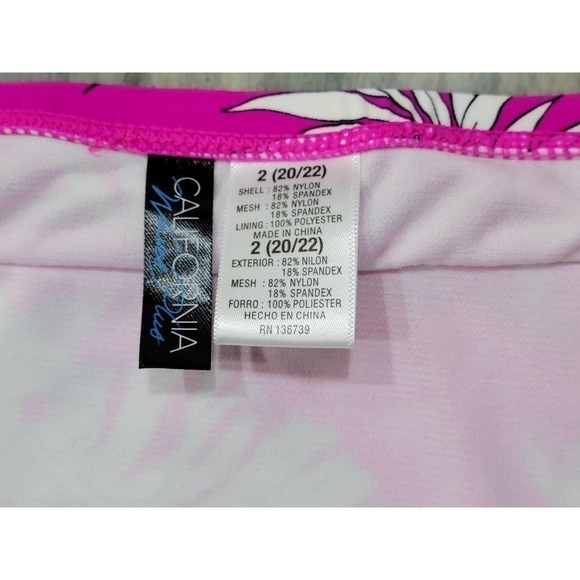 CALIFORNIA
Waves Plus
2 (20/22)
SHELL : 82% NYLON
18% SPANDEX
MESH : 82% NYLON
18% SPANDEX
LINING : 100% POLYESTER
MADE IN CHINA
2 (20/22)
EXTERIOR : 82% NILON
18% SPANDEX
MESH : 82% NYLON
18% SPANDEX
FORRO : 100% POLIESTER
HECHO EN CHINA
RN 136739